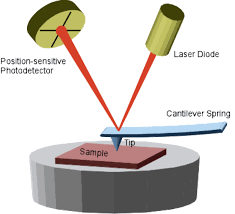 Position-sensitive
Photodetector
Laser Diode
Cantilever Spring
Tip
Sample